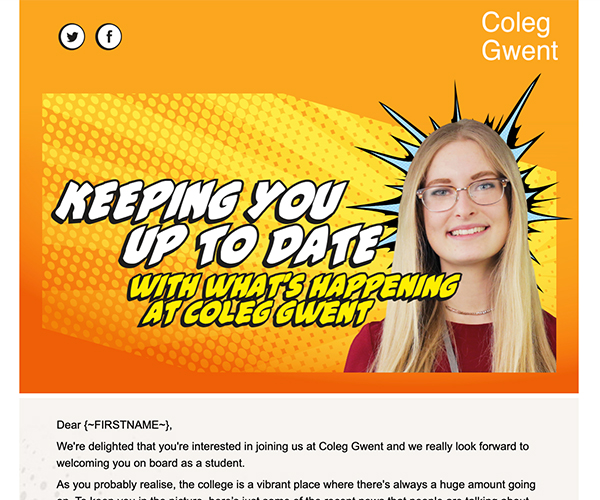 Coleg
Gwent
KEEPING YOU
UP TO DATE
WITH WHAT'S HAPPENING
AT COLEG GWENT
Dear {~FIRSTNAME~},
We're delighted that you're interested in joining us at Coleg Gwent and we really look forward to
welcoming you on board as a student.
As you probably realise, the college is a vibrant place where there's always a huge amount going
on. To keep you in the picture, here's just some of the recent news that people are talking about